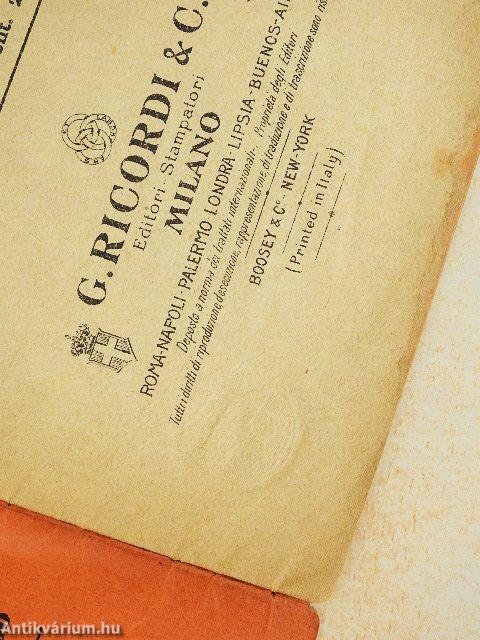 G. RICORDI & C.
Editori-Stampatori
MILANO
ROMA-NAPOLI-PALERMO LONDRA-LIPSIA-BUENOS-AI
Deposto a norma dei trattati internazionali. Proprietà degli Editori
Tutti i diritti di riproduzione, d'esecuzione, rappresentazione, di traduzione e di trascrizione sono ris
BOOSEY & Cº - NEW-YORK
(Printed in Italy)
Antikvárium.hu